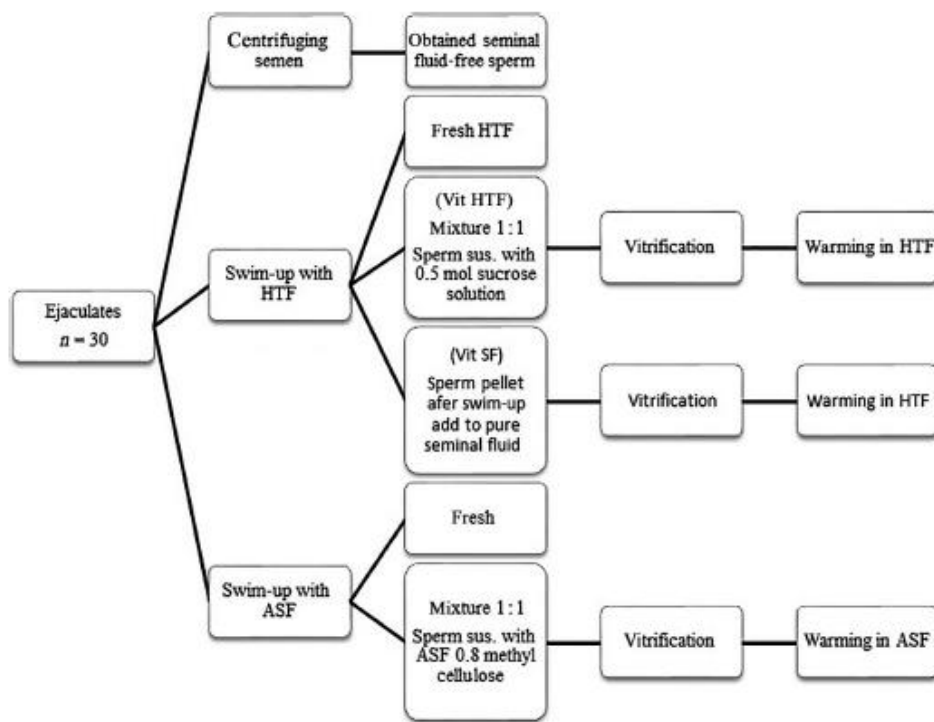 Centrifuging
semen
Obtained seminal
fluid-free sperm
Fresh HTF
(Vit HTF)
Mixture 1 : 1
Sperm sus. with
0.5 mol sucrose
solution
Vitrification
Warming in HTF
Swim-up with
HTF
Ejaculates
n = 30
(Vit SF)
Sperm pellet
afer swim-up
add to pure
seminal fluid
Vitrification
Warming in HTF
Fresh
Swim-up with
ASF
Mixture 1 : 1
Sperm sus. with
ASF 0.8 methyl
cellulose
Vitrification
Warming in ASF